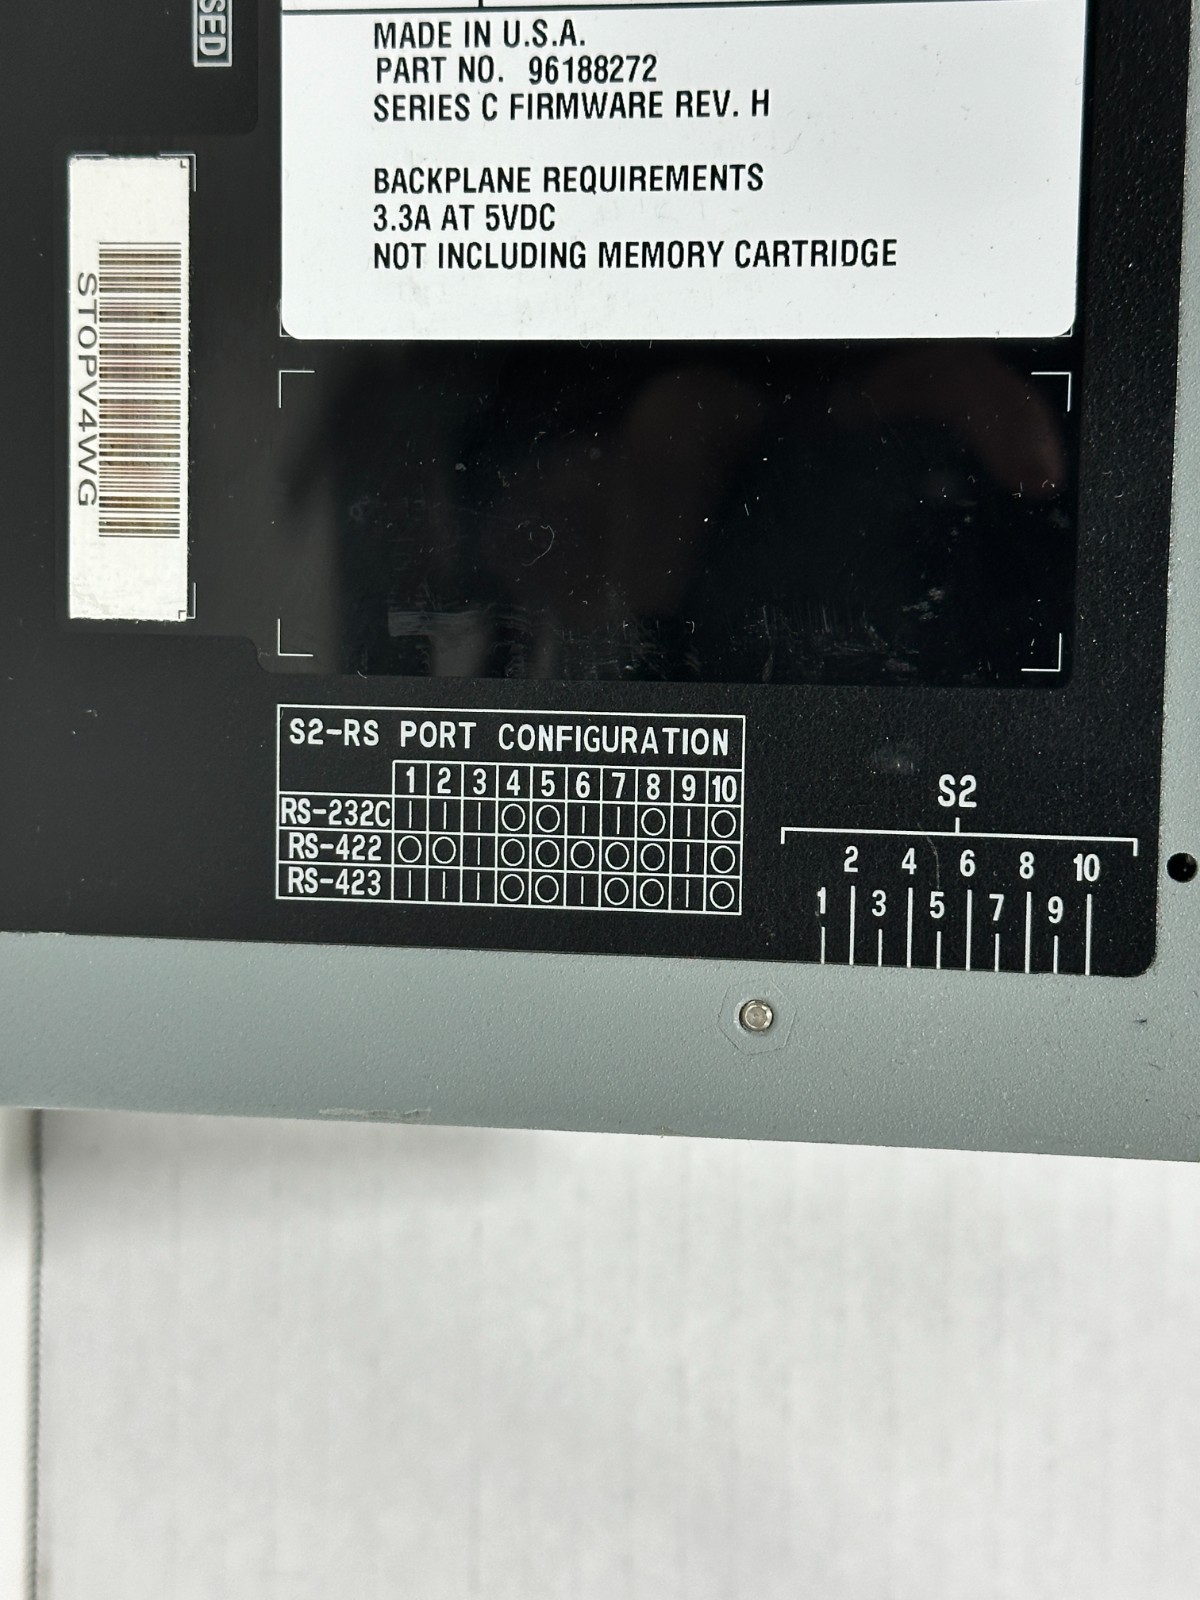 SED
MADE IN U.S.A.
PART NO. 96188272
SERIES C FIRMWARE REV. H
BACKPLANE REQUIREMENTS
3.3A AT 5VDC
NOT INCLUDING MEMORY CARTRIDGE
STOPV4WG
S2-RS PORT CONFIGURATION
1 2 3 4 5 6 7 8 9 10
RS-232C | | | O O | | O | O
RS-422 O O | O O O O O | O
RS-423 | | | O O | O O | O
S2
2 4 6 8 10
1 3 5 7 9